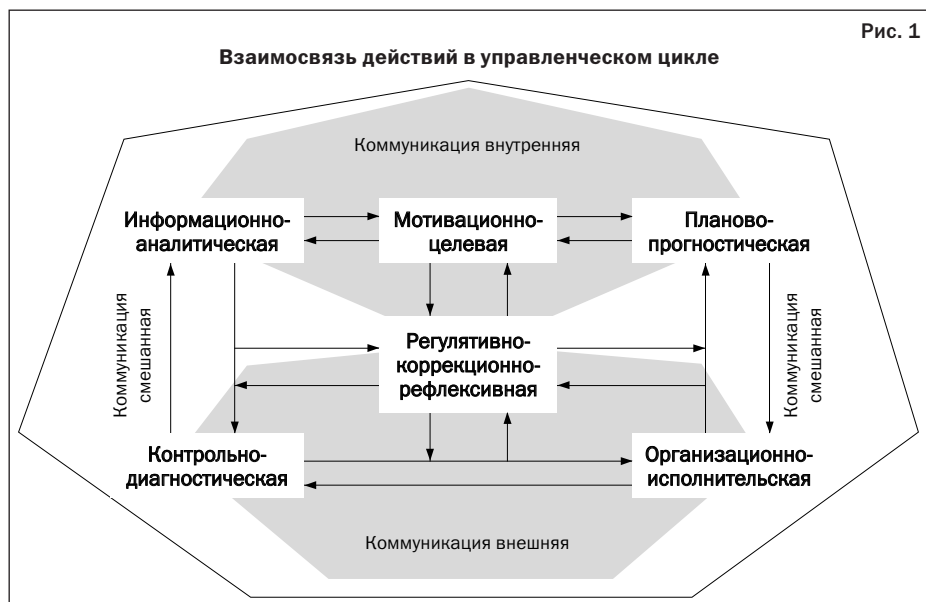 Рис. 1
Взаимосвязь действий в управленческом цикле
Коммуникация внутренняя
Информационно-
аналитическая
Мотивационно-
целевая
Планово-
прогностическая
Коммуникация
смешанная
Регулятивно-
коррекционно-
рефлексивная
Коммуникация
смешанная
Контрольно-
диагностическая
Организационно-
исполнительская
Коммуникация внешняя